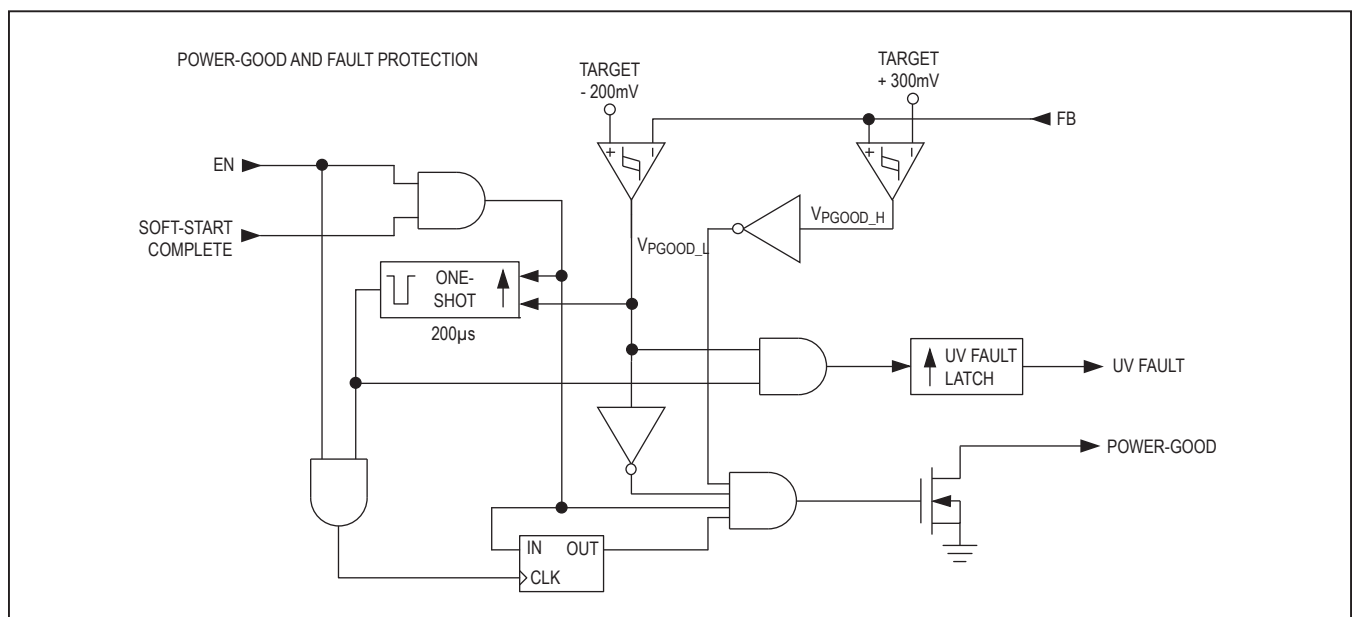 POWER-GOOD AND FAULT PROTECTION
TARGET
- 200mV
TARGET
+ 300mV
FB
+ –
+ –
EN
SOFT-START
COMPLETE
VPGOOD_L
VPGOOD_H
ONE-
SHOT
200µs
UV FAULT
LATCH
UV FAULT
POWER-GOOD
IN OUT
CLK